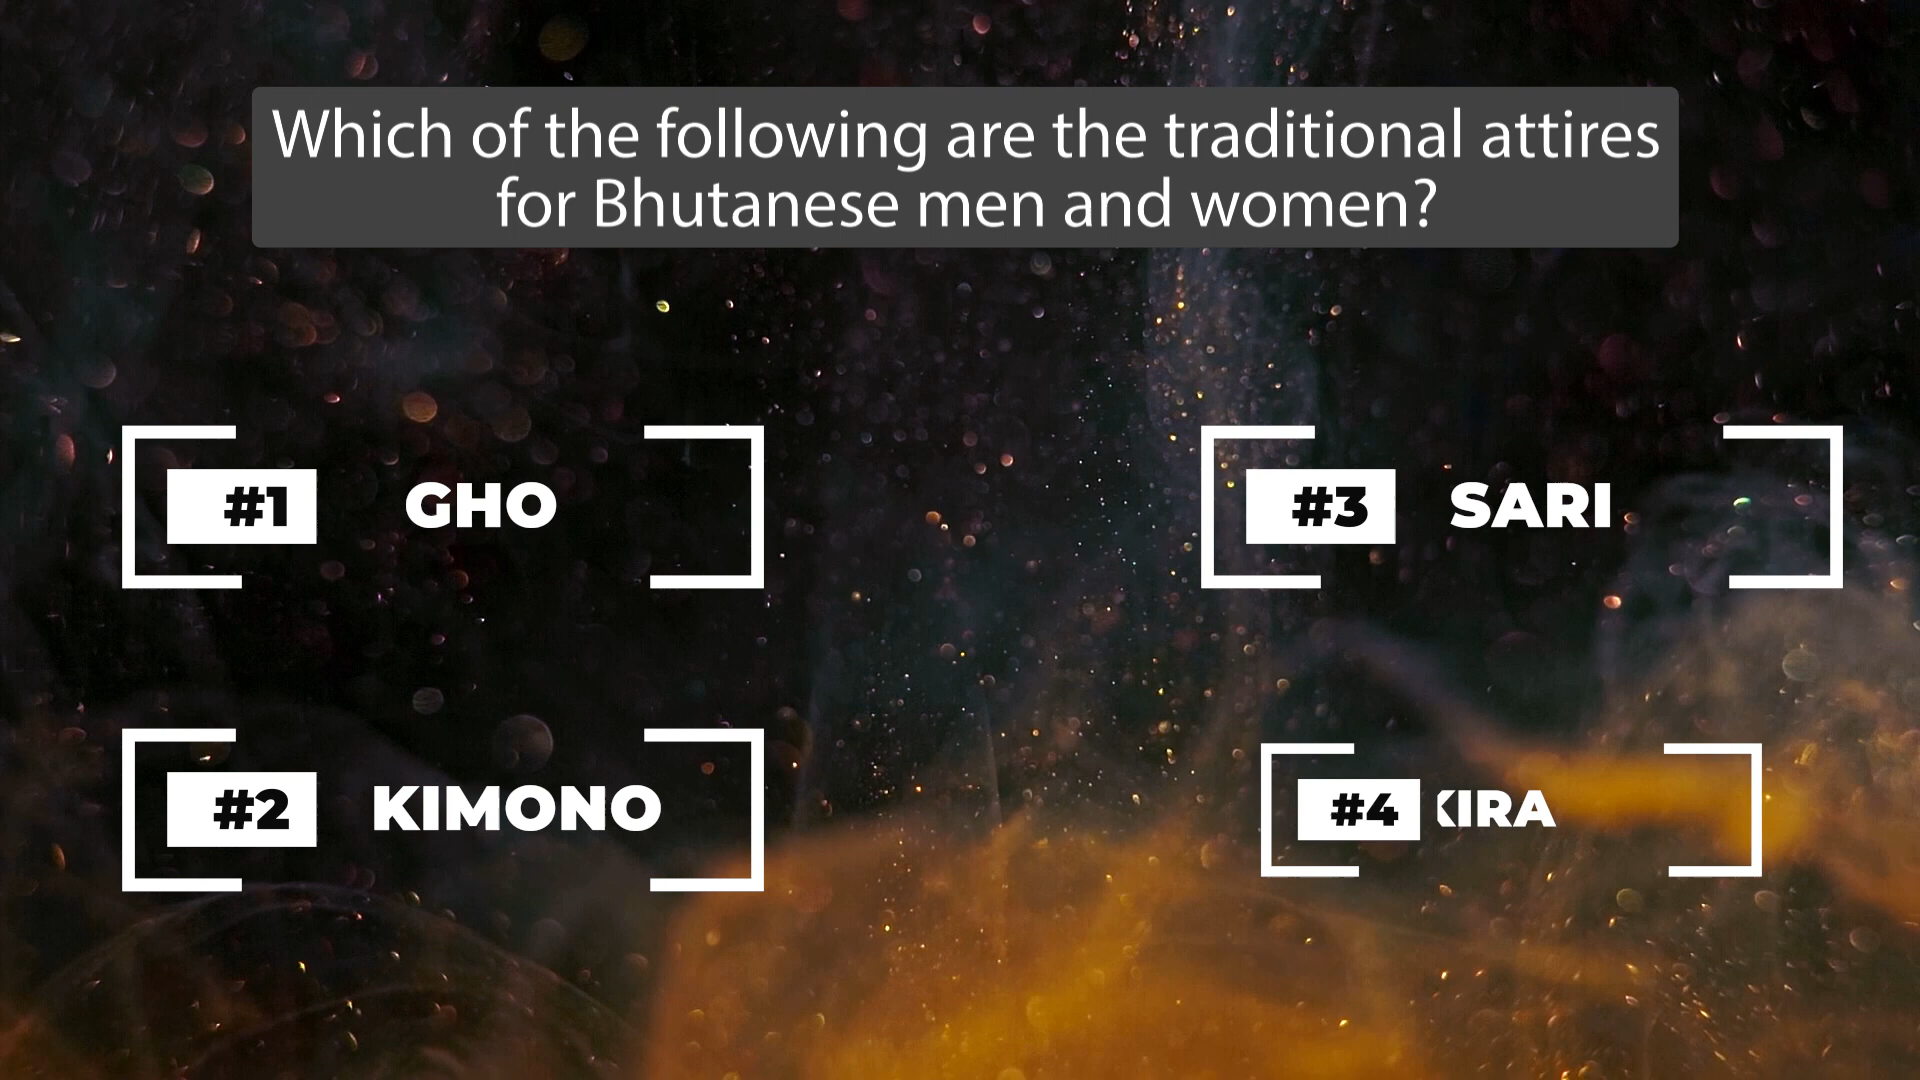 Which of the following are the traditional attires
for Bhutanese men and women?
#1 GHO
#2 KIMONO
#3 SARI
#4 KIRA